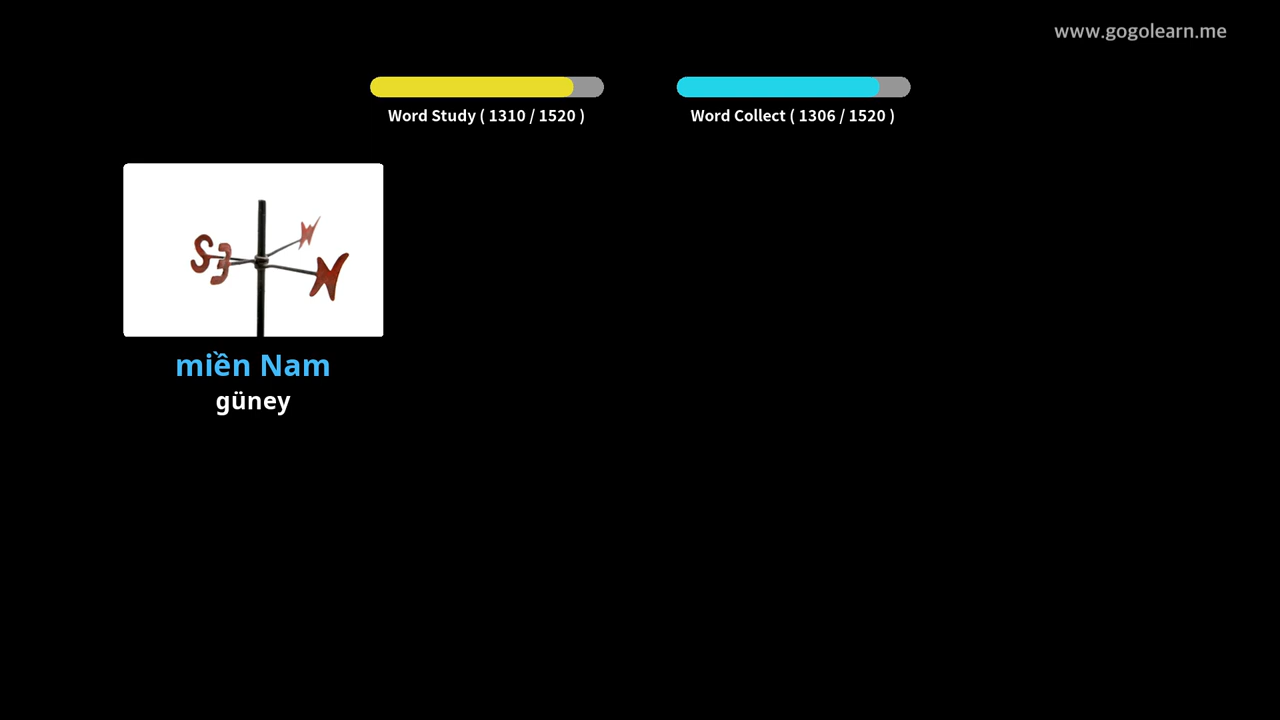 www.gogolearn.me
Word Study ( 1310 / 1520 )
Word Collect ( 1306 / 1520 )
S E W N
miền Nam
güney